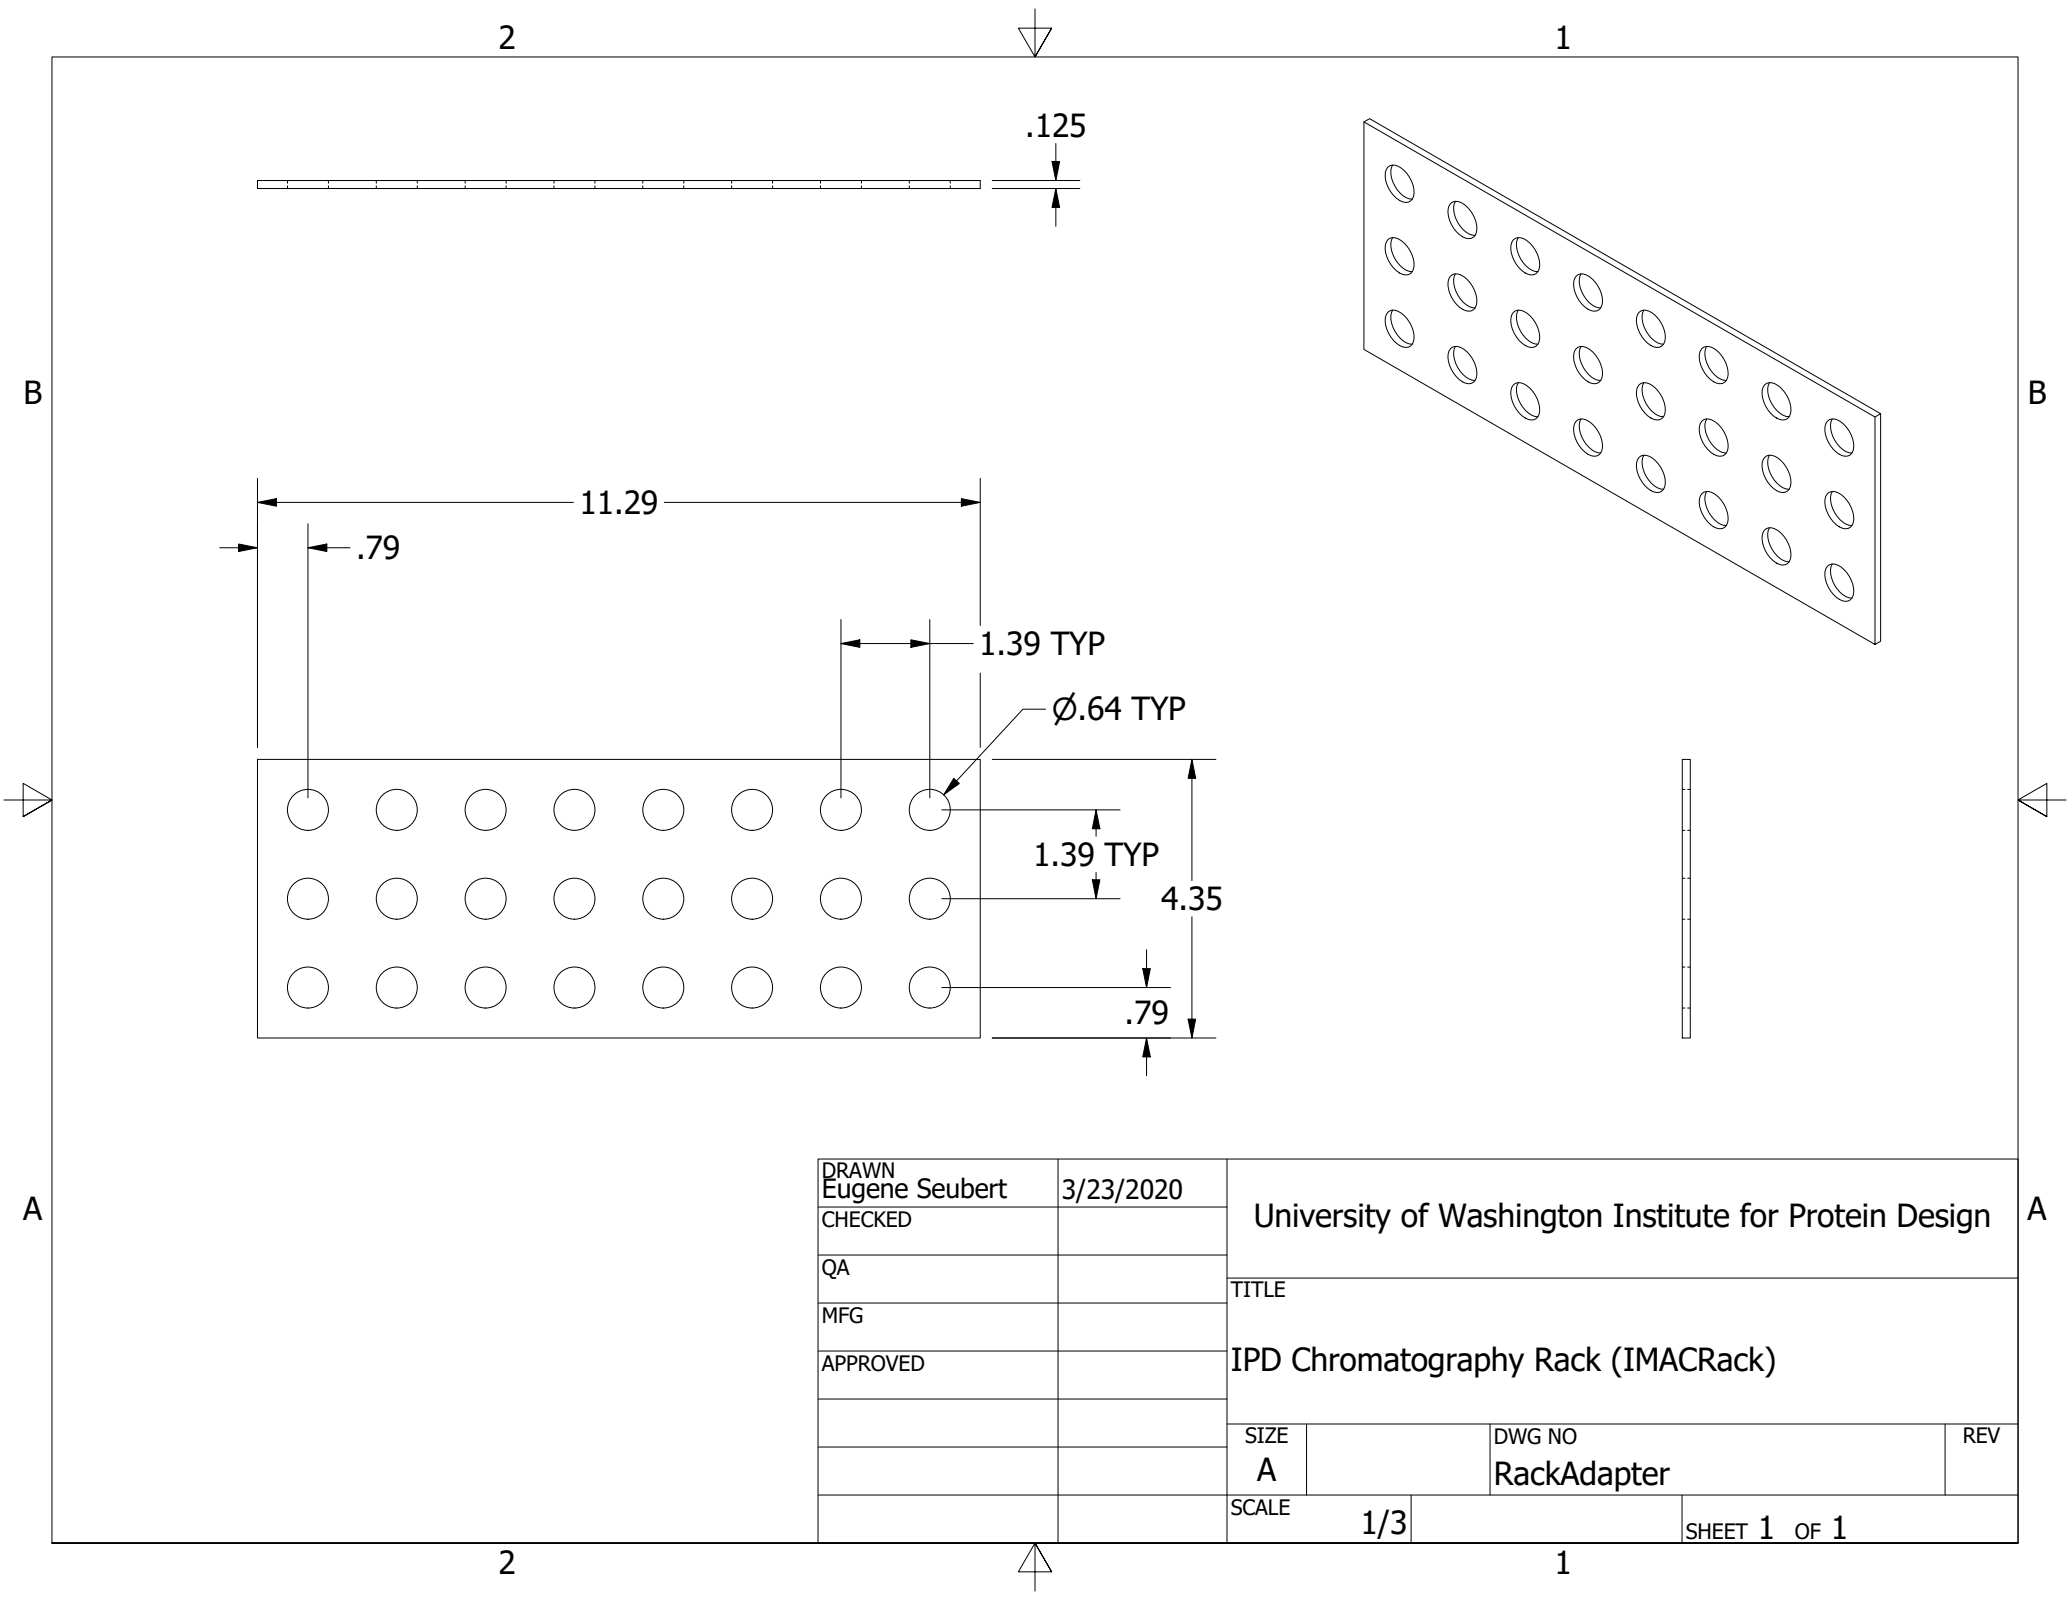 2
1
.125
B
B
11.29
.79
1.39 TYP
Ø.64 TYP
1.39 TYP
4.35
.79
A
A
DRAWN
Eugene Seubert
3/23/2020
CHECKED
QA
MFG
APPROVED
University of Washington Institute for Protein Design
TITLE
IPD Chromatography Rack (IMACRack)
SIZE
A
DWG NO
RackAdapter
REV
SCALE
1/3
SHEET 1 OF 1
2
1